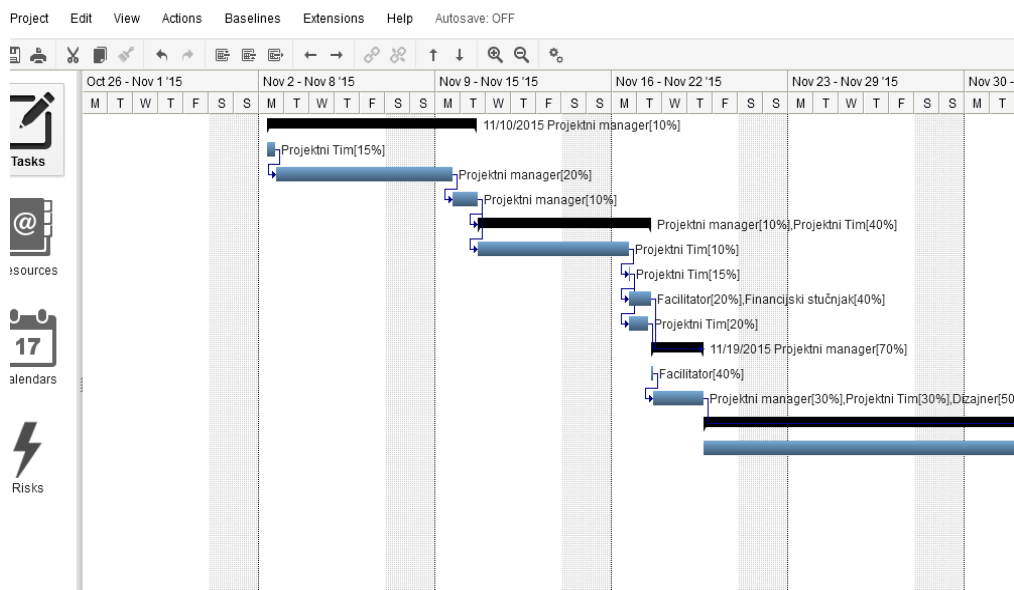 Project Edit View Actions Baselines Extensions Help Autosave: OFF
Oct 26 - Nov 1 '15 Nov 2 - Nov 8 '15 Nov 9 - Nov 15 '15 Nov 16 - Nov 22 '15 Nov 23 - Nov 29 '15 Nov 30 -
M T W T F S S M T W T F S S M T W T F S S M T W T F S S M T W T F S S M T
11/10/2015 Projektni manager[10%]
Projektni Tim[15%]
Tasks
Projektni manager[20%]
Projektni manager[10%]
@
Projektni manager[10%],Projektni Tim[40%]
Projektni Tim[10%]
esources
Projektni Tim[15%]
Facilitator[20%],Financijski stučnjak[40%]
Projektni Tim[20%]
17
11/19/2015 Projektni manager[70%]
Facilitator[40%]
alendars
Projektni manager[30%],Projektni Tim[30%],Dizajner[50
Risks